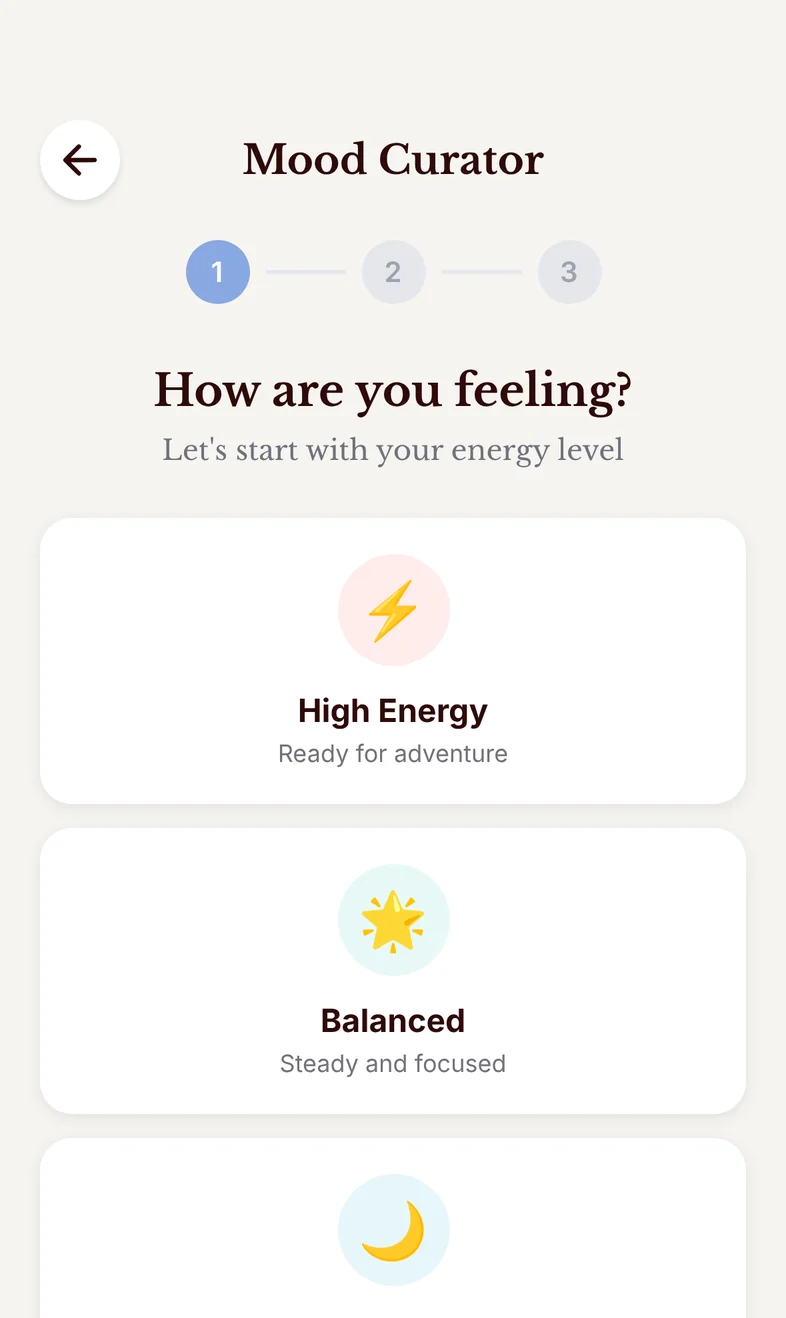 Mood Curator
1 2 3
How are you feeling?
Let's start with your energy level
High Energy
Ready for adventure
Balanced
Steady and focused